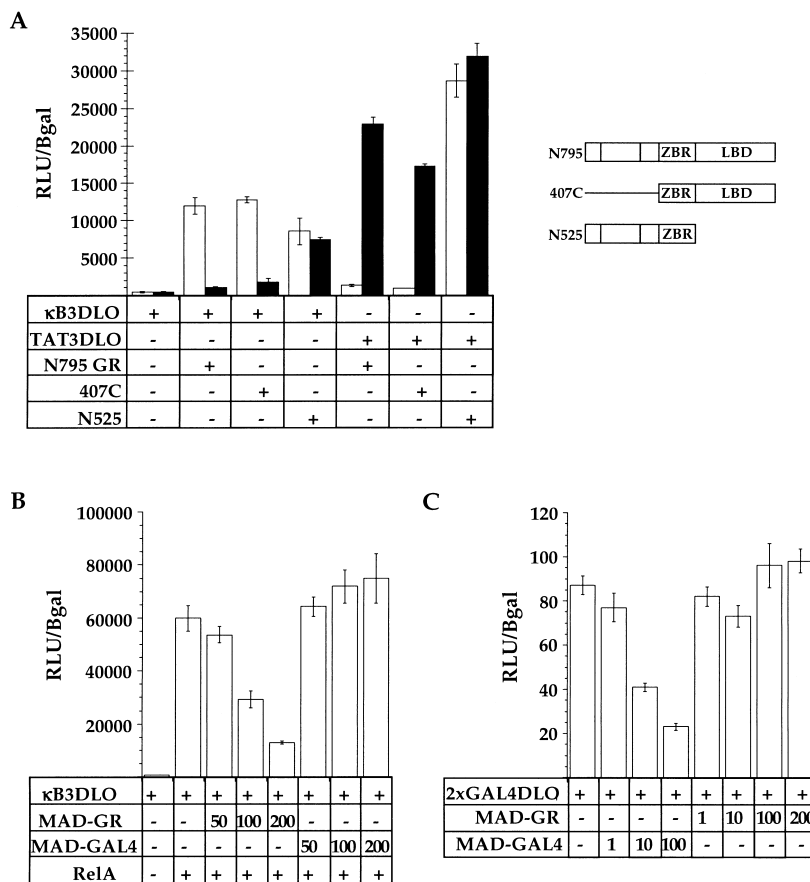 A
35000
30000
25000
20000
15000
10000
5000
RLU/Bgal
κB3DLO + + + + - - -
TAT3DLO - - - - + + +
N795 GR - + - - + - -
407C - - + - - + -
N525 - - - + - - +
N795 ZBR LBD
407C ZBR LBD
N525 ZBR
B
100000
80000
60000
40000
20000
RLU/Bgal
κB3DLO + + + + + + +
MAD-GR - - 50 100 200 - - -
MAD-GAL4 - - - - - 50 100 200
RelA - + + + + + + +
C
120
100
80
60
40
20
RLU/Bgal
2xGAL4DLO + + + + + + + +
MAD-GR - - - - 1 10 100 200
MAD-GAL4 - 1 10 100 - - - -